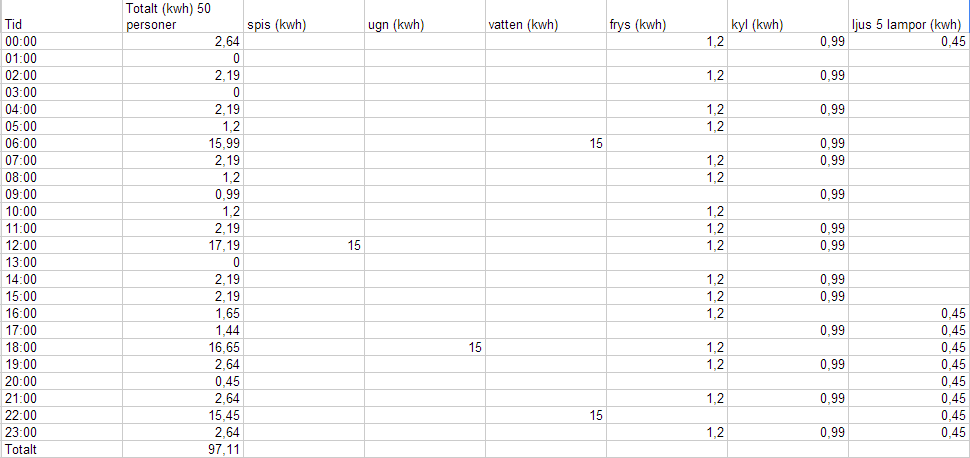 Tid Totalt (kwh) 50 personer spis (kwh) ugn (kwh) vatten (kwh) frys (kwh) kyl (kwh) ljus 5 lampor (kwh)
00:00 2,64 1,2 0,99 0,45
01:00 0
02:00 2,19 1,2 0,99
03:00 0
04:00 2,19 1,2 0,99
05:00 1,2 1,2
06:00 15,99 15 0,99
07:00 2,19 1,2 0,99
08:00 1,2 1,2
09:00 0,99 0,99
10:00 1,2 1,2
11:00 2,19 1,2 0,99
12:00 17,19 15 1,2 0,99
13:00 0
14:00 2,19 1,2 0,99
15:00 2,19 1,2 0,99
16:00 1,65 1,2 0,45
17:00 1,44 0,99 0,45
18:00 16,65 15 1,2 0,45
19:00 2,64 1,2 0,99 0,45
20:00 0,45 0,45
21:00 2,64 1,2 0,99 0,45
22:00 15,45 15 0,45
23:00 2,64 1,2 0,99 0,45
Totalt 97,11